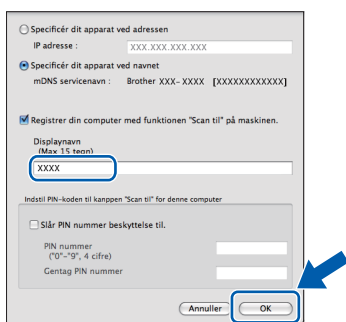 Specificér dit apparat ved adressen
IP adresse : XXX.XXX.XXX.XXX
Specificér dit apparat ved navnet
mDNS servicenavn : Brother XXX-XXXX [XXXXXXXXXXXX]
Registrer din computer med funktionen "Scan til" på maskinen.
Displaynavn
(Max 15 tegn)
XXXX
Indstil PIN-koden til kanppen "Scan til" for denne computer
Slår PIN nummer beskyttelse til.
PIN nummer
("0"-"9", 4 cifre)
Gentag PIN nummer
Annuller OK